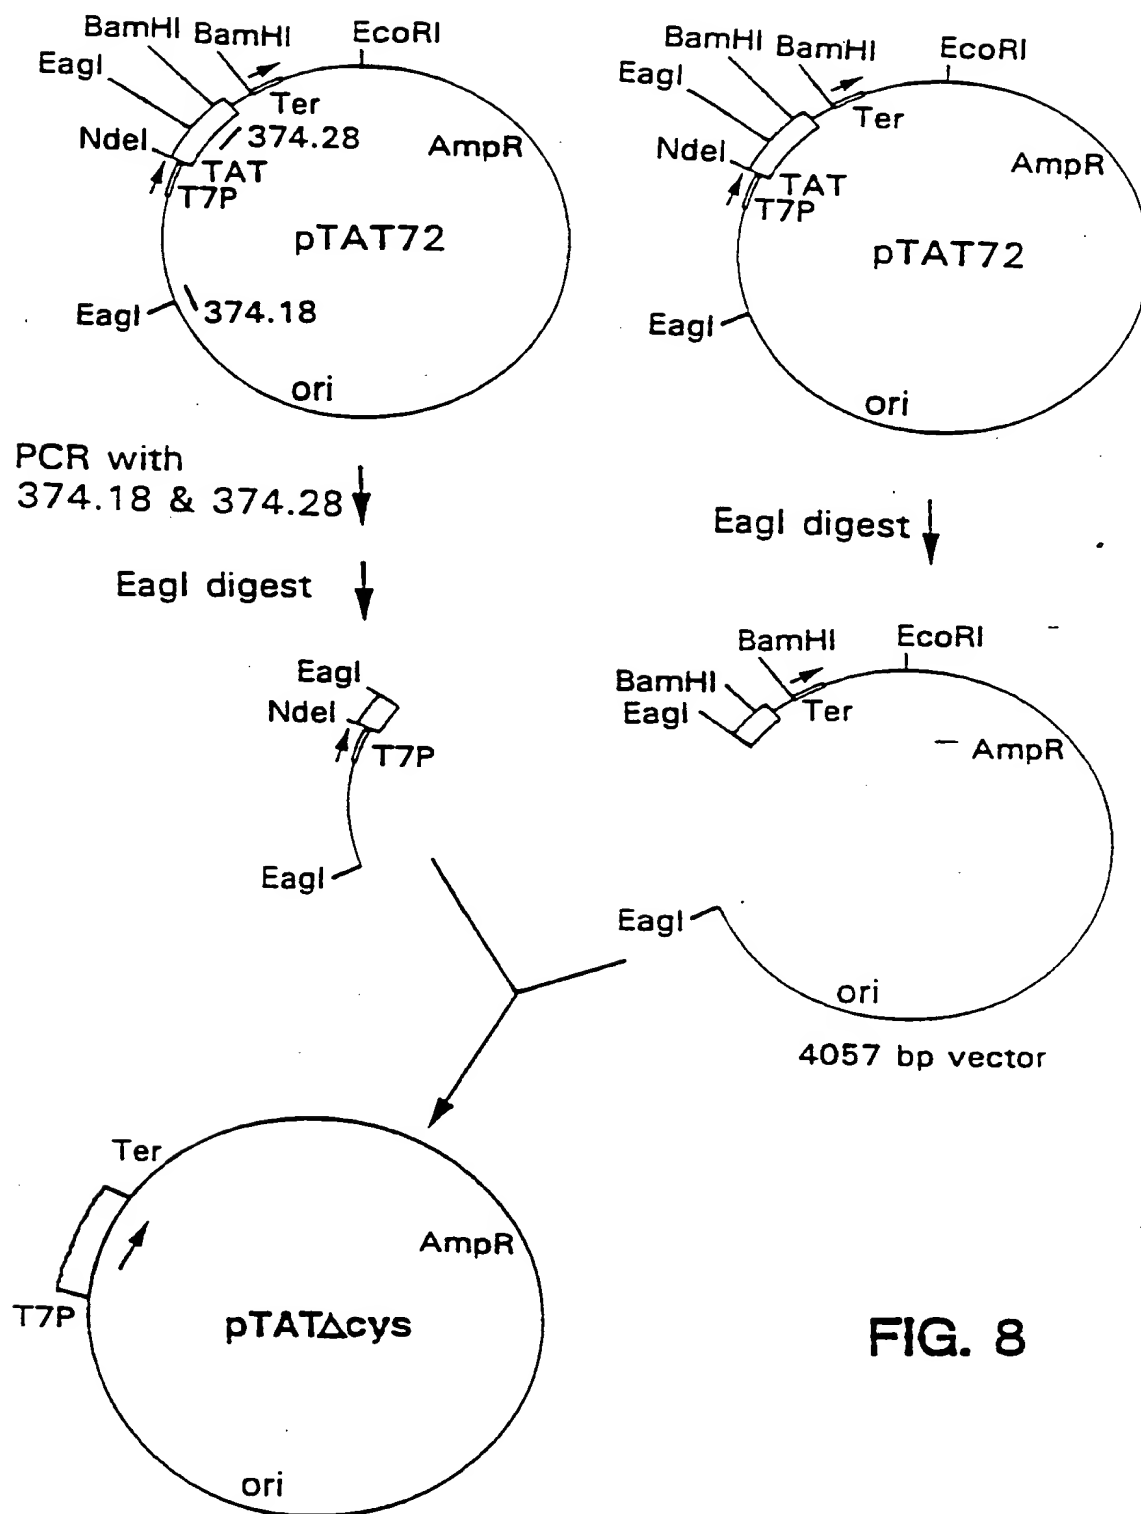 BamHI BamHI EcoRI
EagI
Ter
NdeI 374.28 AmpR
TAT
T7P
pTAT72
EagI 374.18
ori
BamHI BamHI EcoRI
EagI
Ter
NdeI AmpR
TAT
T7P
pTAT72
EagI
ori
PCR with
374.18 & 374.28
EagI digest
EagI digest
EagI
NdeI
T7P
EagI
BamHI EcoRI
BamHI
EagI Ter
AmpR
EagI
ori
4057 bp vector
Ter
AmpR
T7P
pTATΔcys
ori
FIG. 8